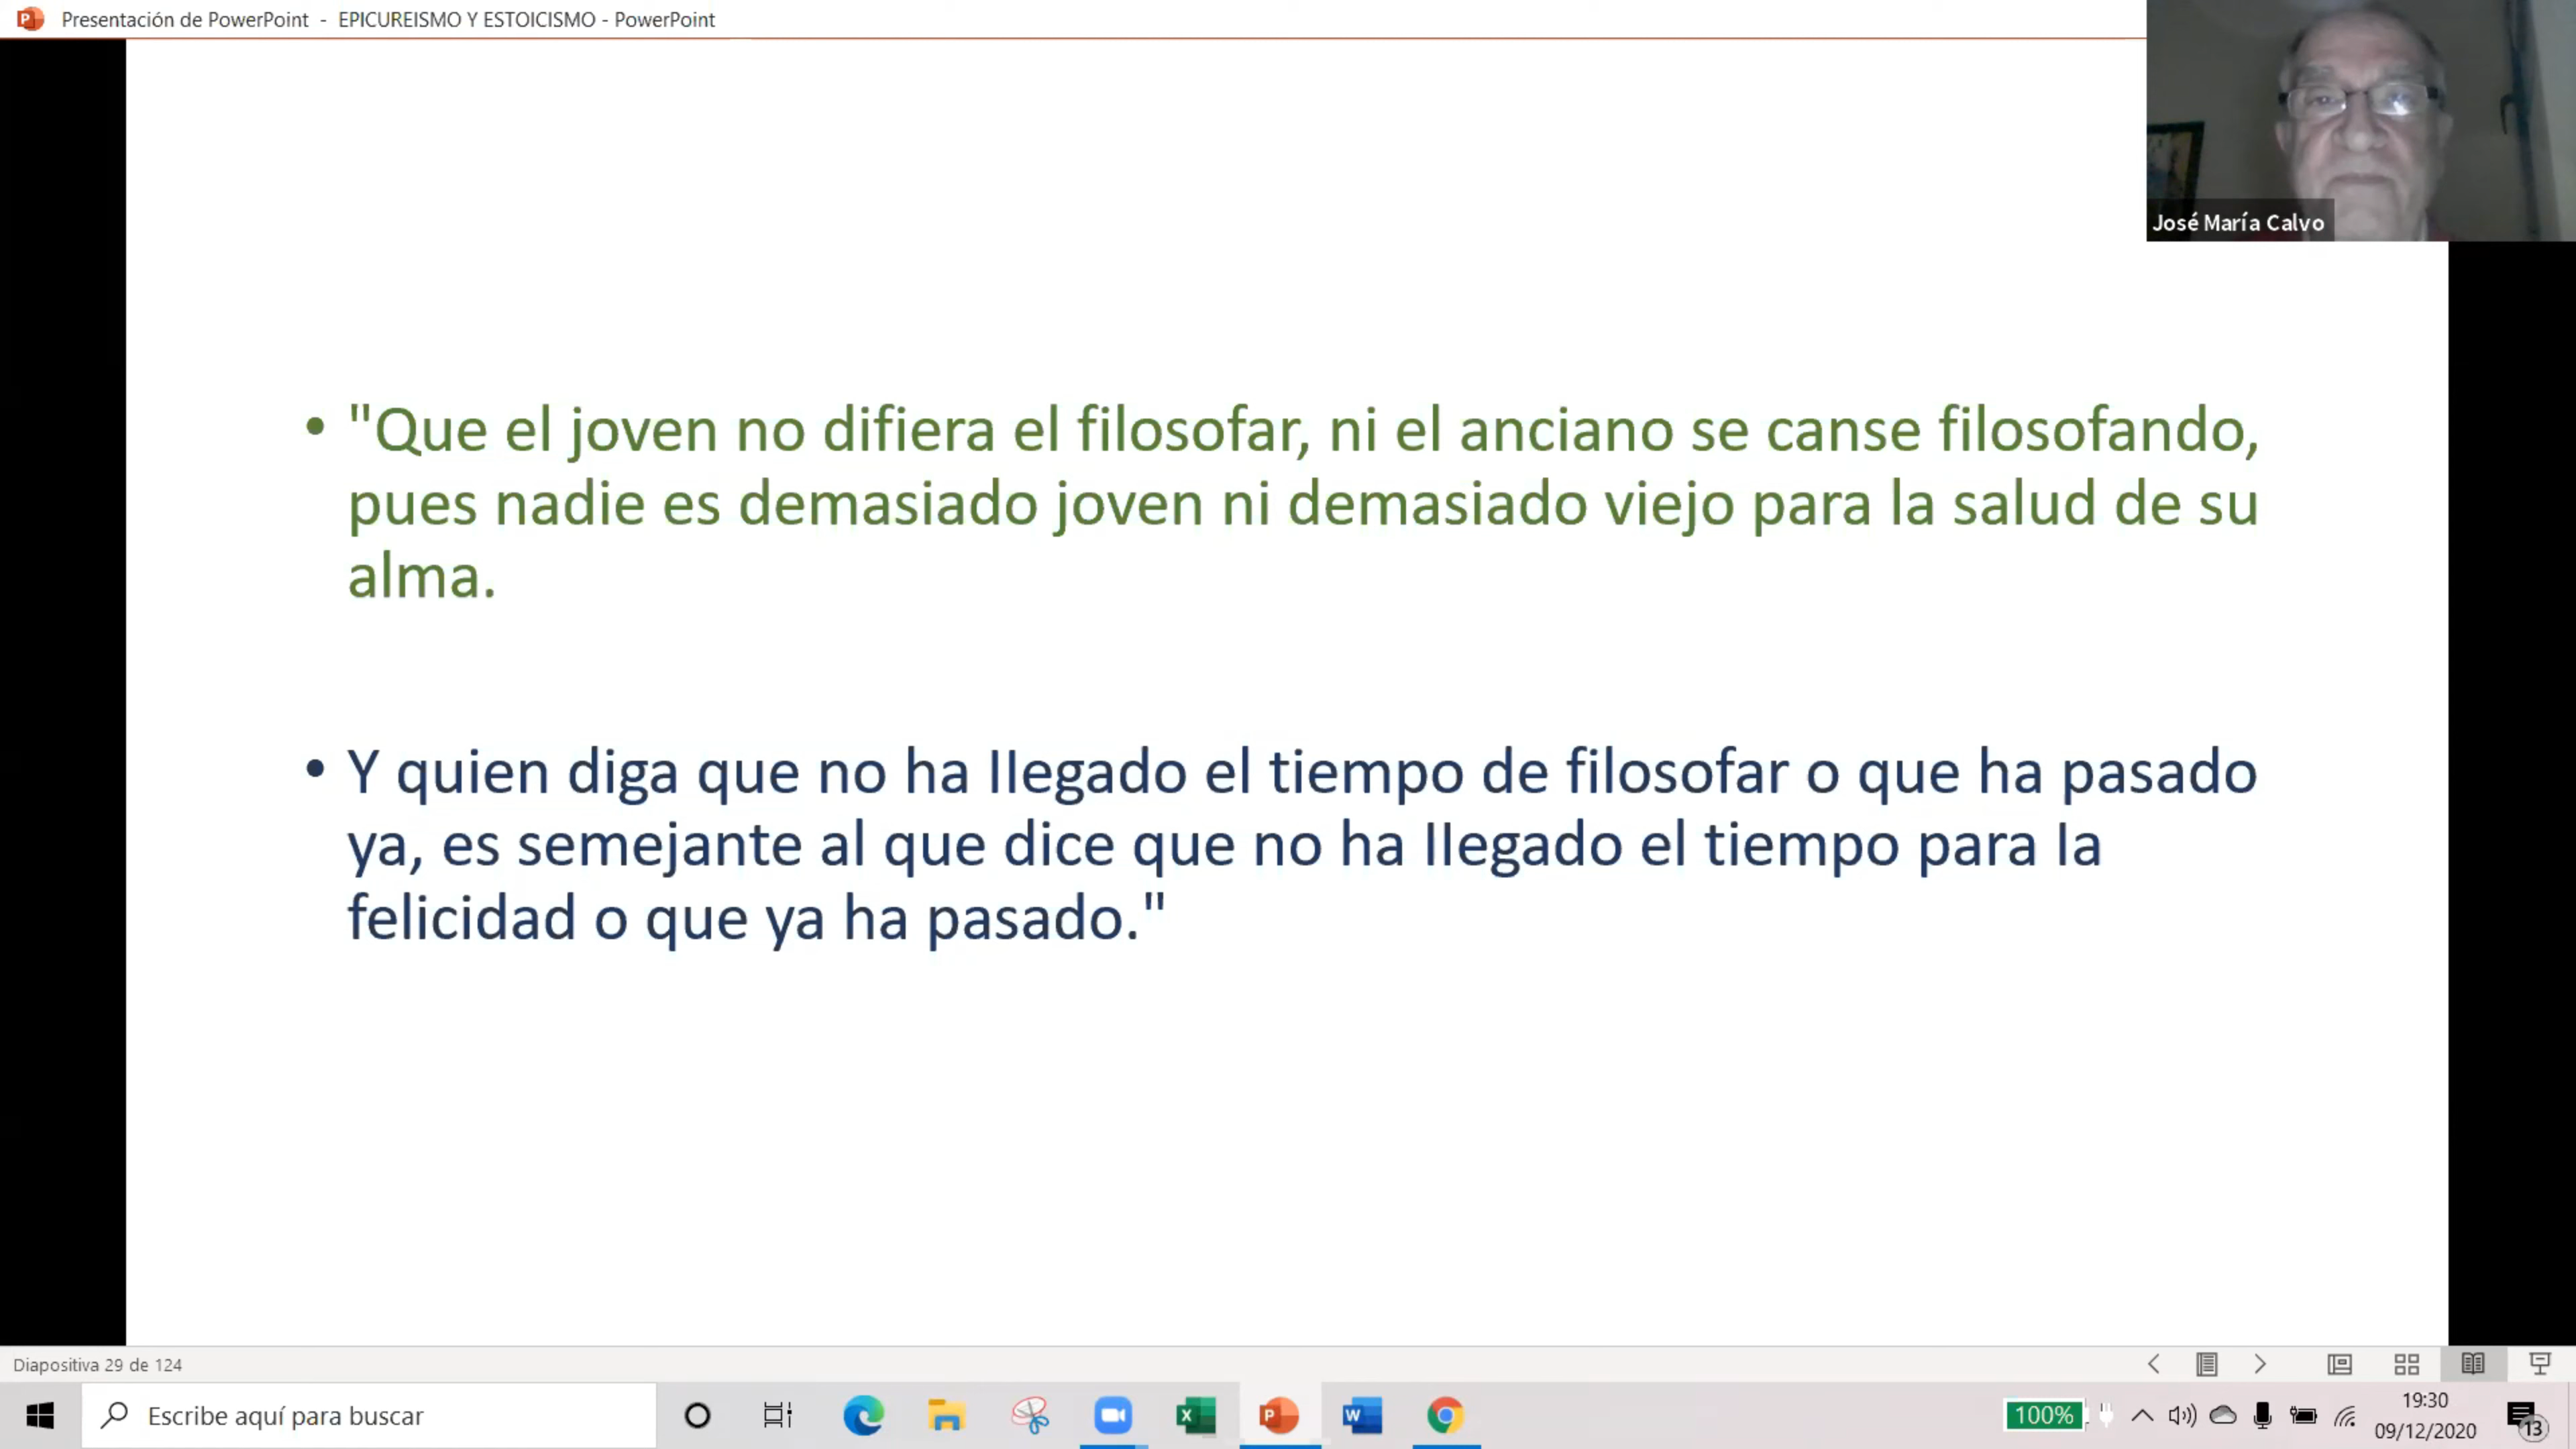 Presentación de PowerPoint - EPICUREISMO Y ESTOICISMO - PowerPoint
José María Calvo
• "Que el joven no difiera el filosofar, ni el anciano se canse filosofando,
pues nadie es demasiado joven ni demasiado viejo para la salud de su
alma.
• Y quien diga que no ha llegado el tiempo de filosofar o que ha pasado
ya, es semejante al que dice que no ha llegado el tiempo para la
felicidad o que ya ha pasado."
Diapositiva 29 de 124
Escribe aquí para buscar
100%
19:30
09/12/2020
13